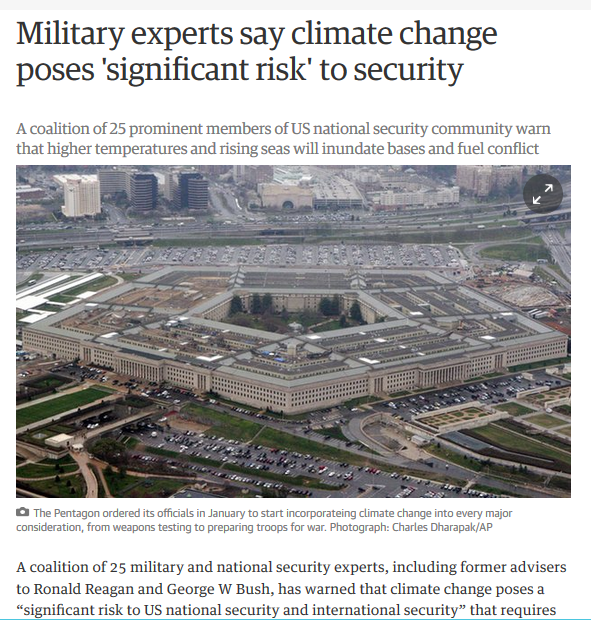 Military experts say climate change
poses 'significant risk' to security
A coalition of 25 prominent members of US national security community warn
that higher temperatures and rising seas will inundate bases and fuel conflict
The Pentagon ordered its officials in January to start incorporateing climate change into every major
consideration, from weapons testing to preparing troops for war. Photograph: Charles Dharapak/AP
A coalition of 25 military and national security experts, including former advisers
to Ronald Reagan and George W Bush, has warned that climate change poses a
“significant risk to US national security and international security” that requires